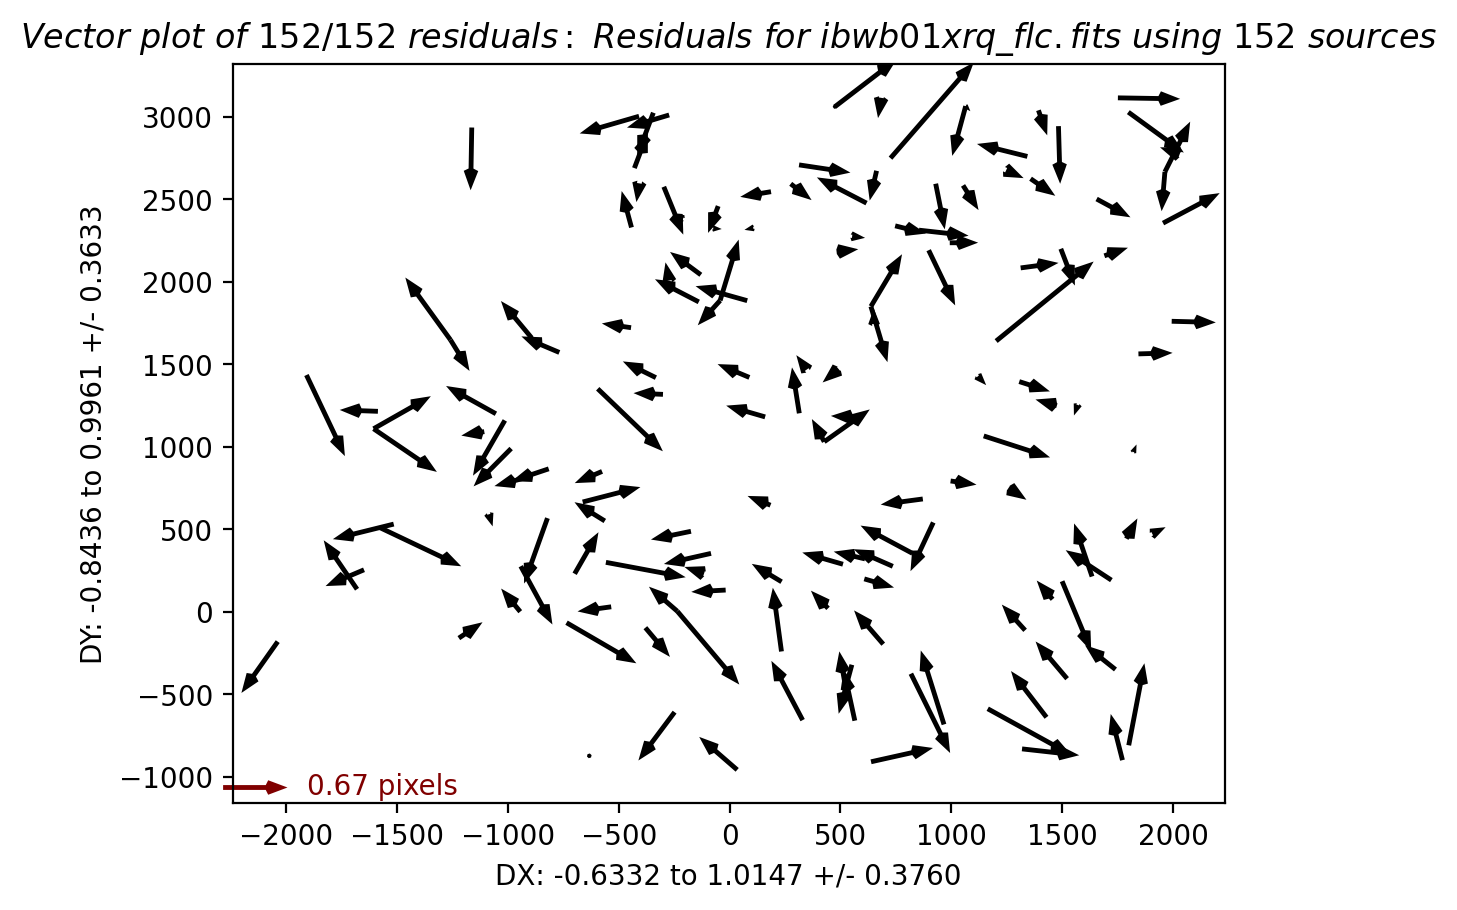 Vector plot of 152/152 residuals: Residuals for ibwb01xrq_flc.fits using 152 sources
3000
2500
2000
1500
1000
500
0
−500
−1000
DY: -0.8436 to 0.9961 +/- 0.3633
0.67 pixels
−2000 −1500 −1000 −500 0 500 1000 1500 2000
DX: -0.6332 to 1.0147 +/- 0.3760